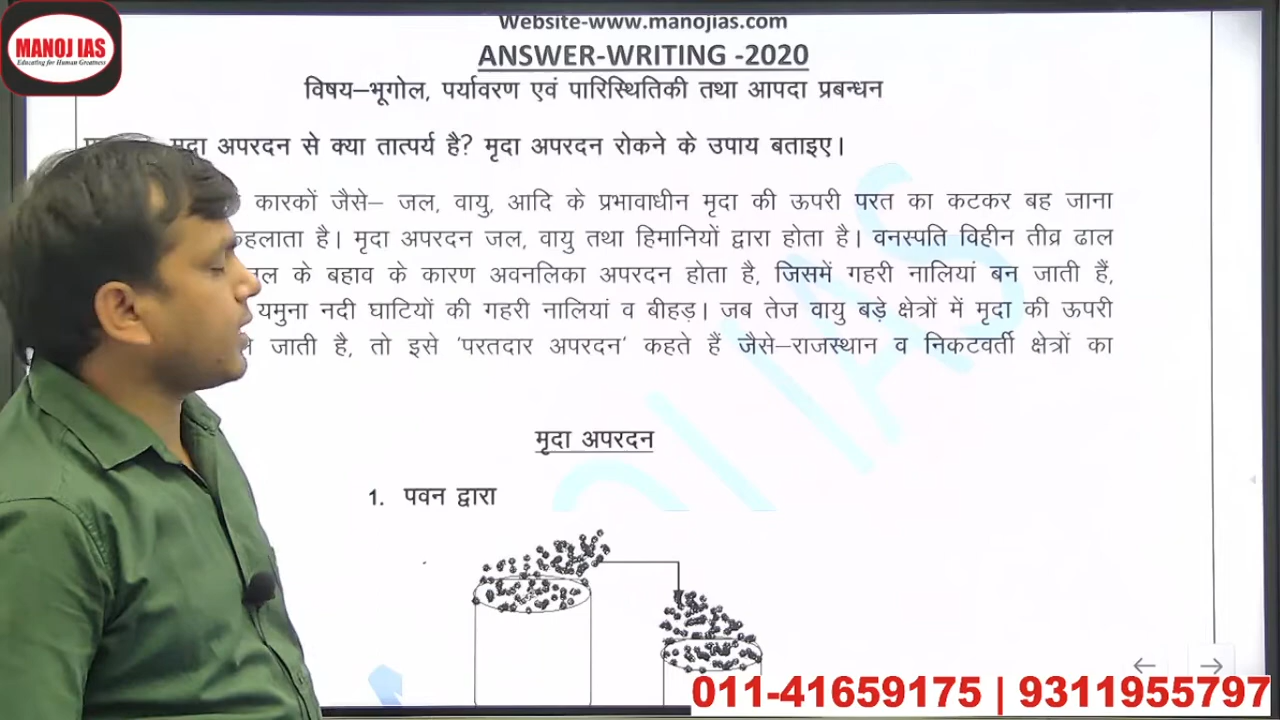 MANOJ IAS
Educating for Human Greatness
Website-www.manojias.com
ANSWER-WRITING -2020
विषय–भूगोल, पर्यावरण एवं पारिस्थितिकी तथा आपदा प्रबन्धन
मृदा अपरदन से क्या तात्पर्य है? मृदा अपरदन रोकने के उपाय बताइए।
कारकों जैसे– जल, वायु, आदि के प्रभावाधीन मृदा की ऊपरी परत का कटकर बह जाना
कहलाता है। मृदा अपरदन जल, वायु तथा हिमानियों द्वारा होता है। वनस्पति विहीन तीव्र ढाल
के बहाव के कारण अवनलिका अपरदन होता है, जिसमें गहरी नालियां बन जाती हैं,
यमुना नदी घाटियों की गहरी नालियां व बीहड़। जब तेज वायु बड़े क्षेत्रों में मृदा की ऊपरी
जाती है, तो इसे ‘परतदार अपरदन’ कहते हैं जैसे–राजस्थान व निकटवर्ती क्षेत्रों का
मृदा अपरदन
1. पवन द्वारा
011-41659175 | 9311955797